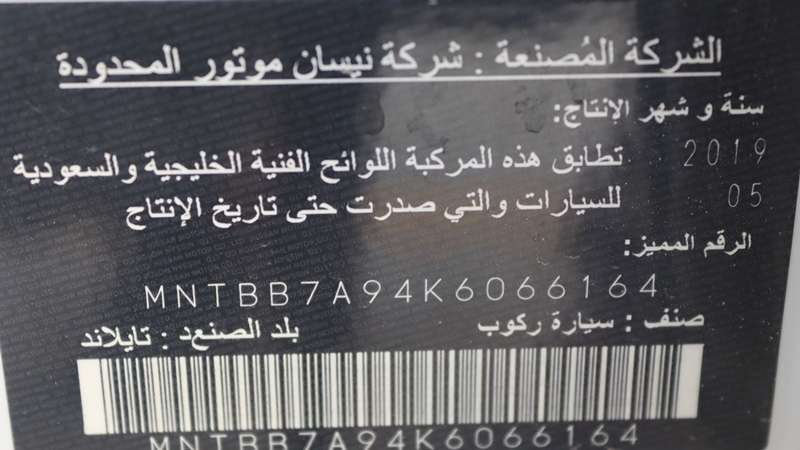 الشركة المُصنعة : شركة نيسان موتور المحدودة
سنة و شهر الإنتاج:
2019 تطابق هذه المركبة اللوائح الفنية الخليجية والسعودية
05 للسيارات والتي صدرت حتى تاريخ الإنتاج
الرقم المميز:
MNTBB7A94K6066164
صنف : سيارة ركوب بلد الصنعد : تايلاند
MNTBB7A94K6066164